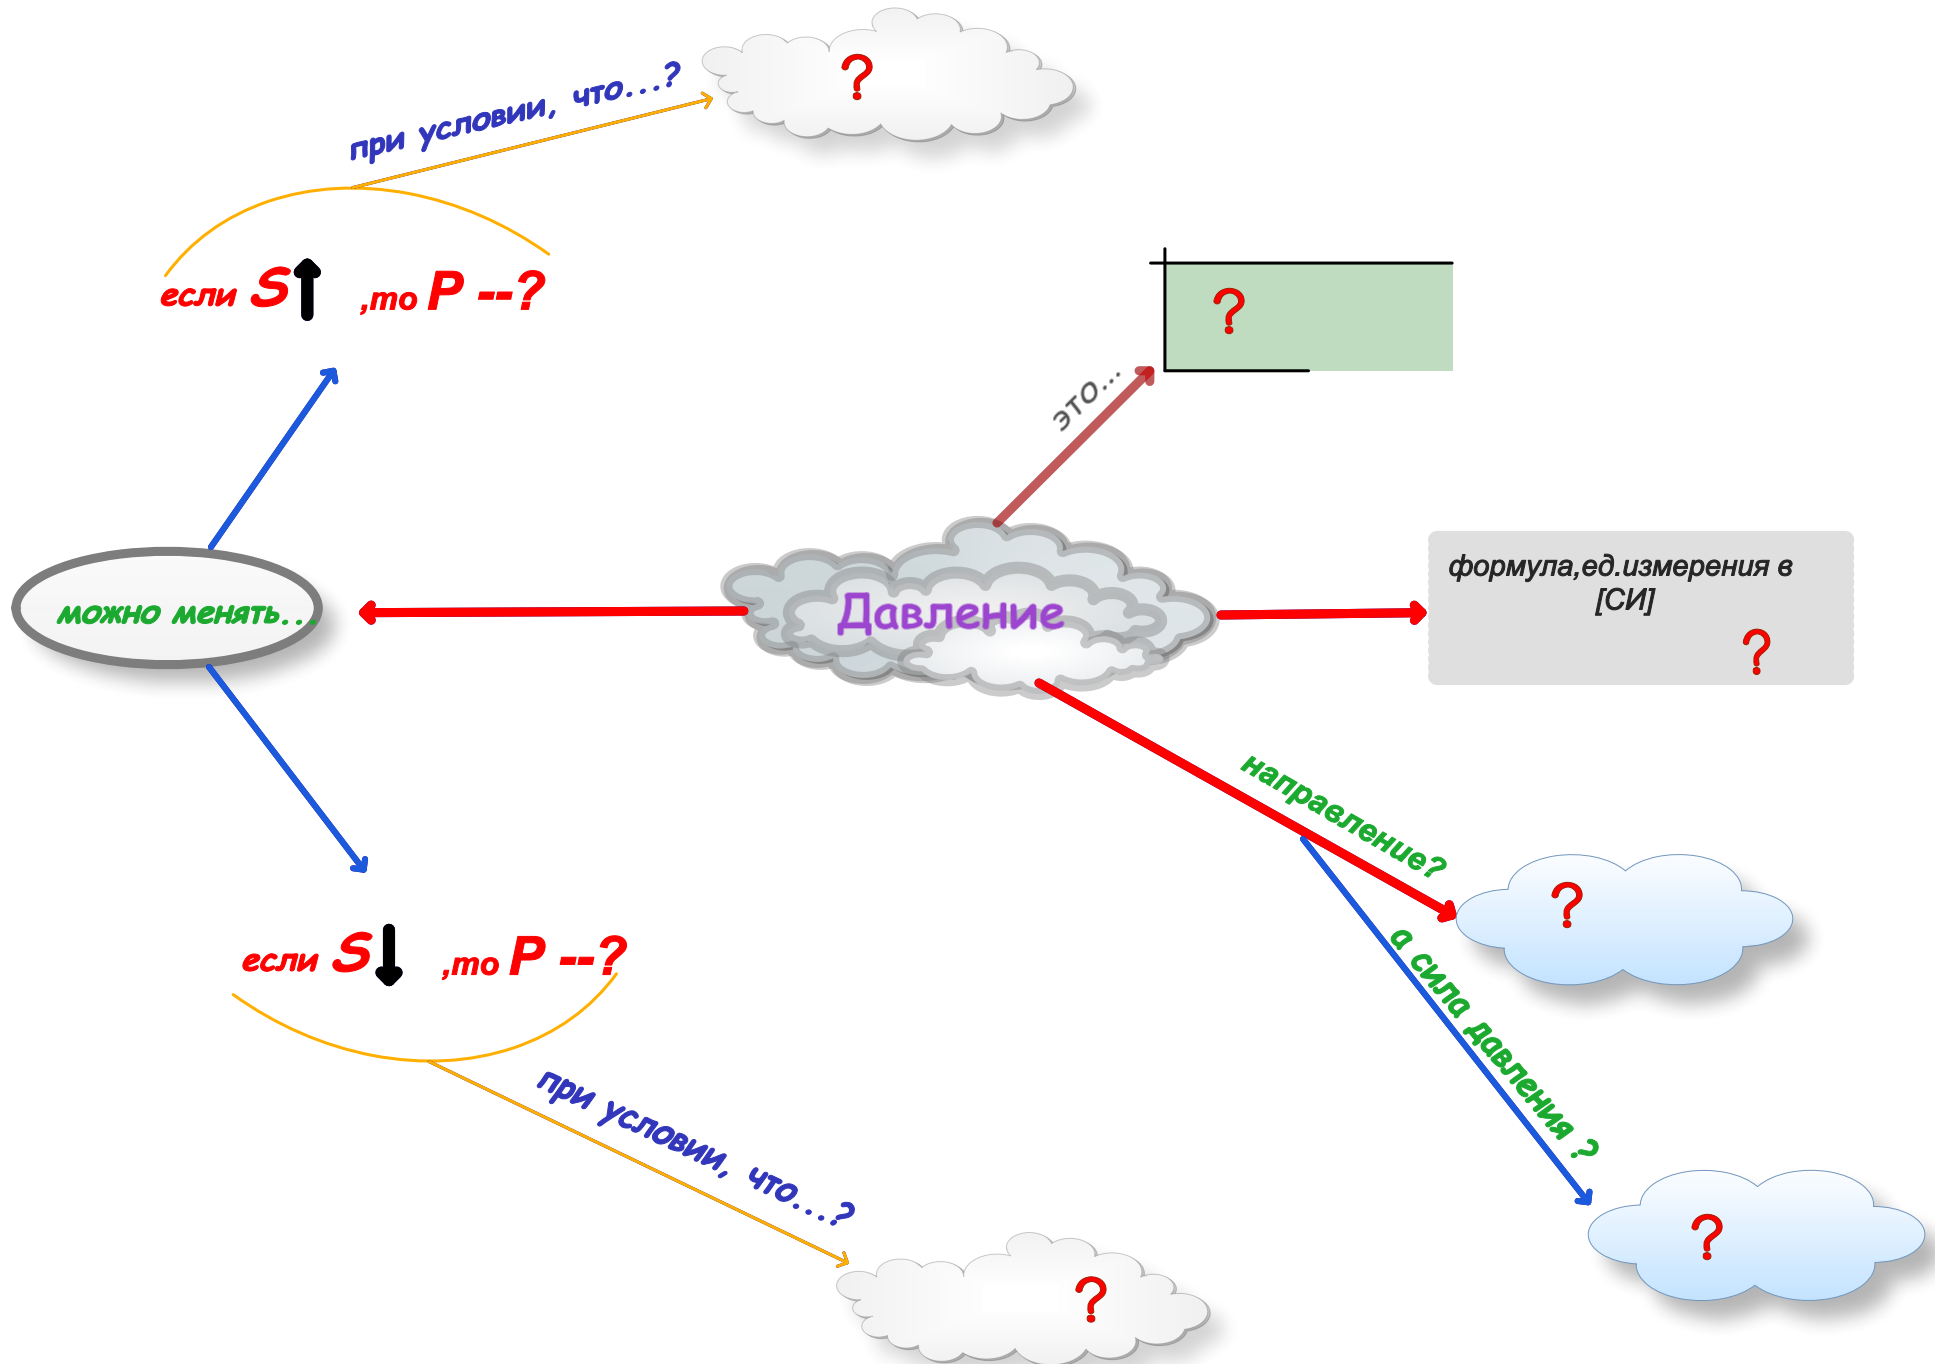 ?
при условии, что...?
если S ,то P --?
?
это...
Давление
формула,ед.измерения в
[СИ]
?
можно менять...
направление?
?
а сила давления ?
?
если S ,то P --?
при условии, что...?
?